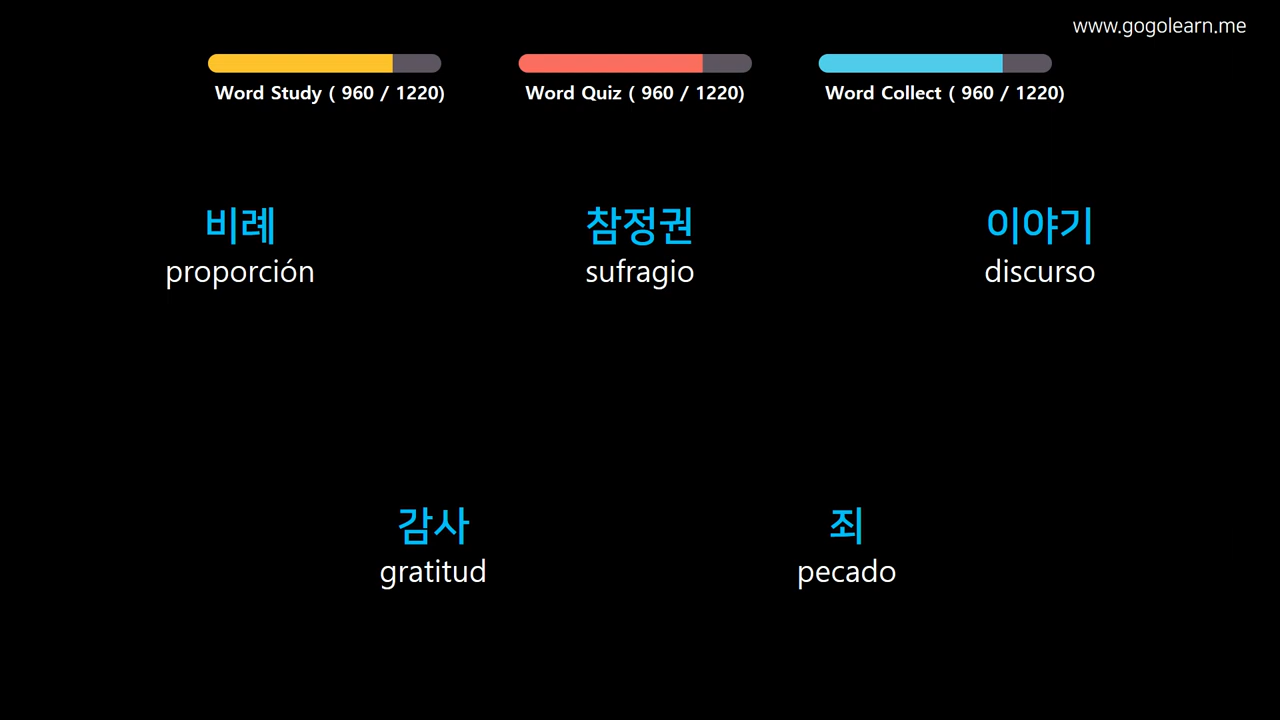 www.gogolearn.me
Word Study ( 960 / 1220)
Word Quiz ( 960 / 1220)
Word Collect ( 960 / 1220)
비례
proporción
참정권
sufragio
이야기
discurso
감사
gratitud
죄
pecado